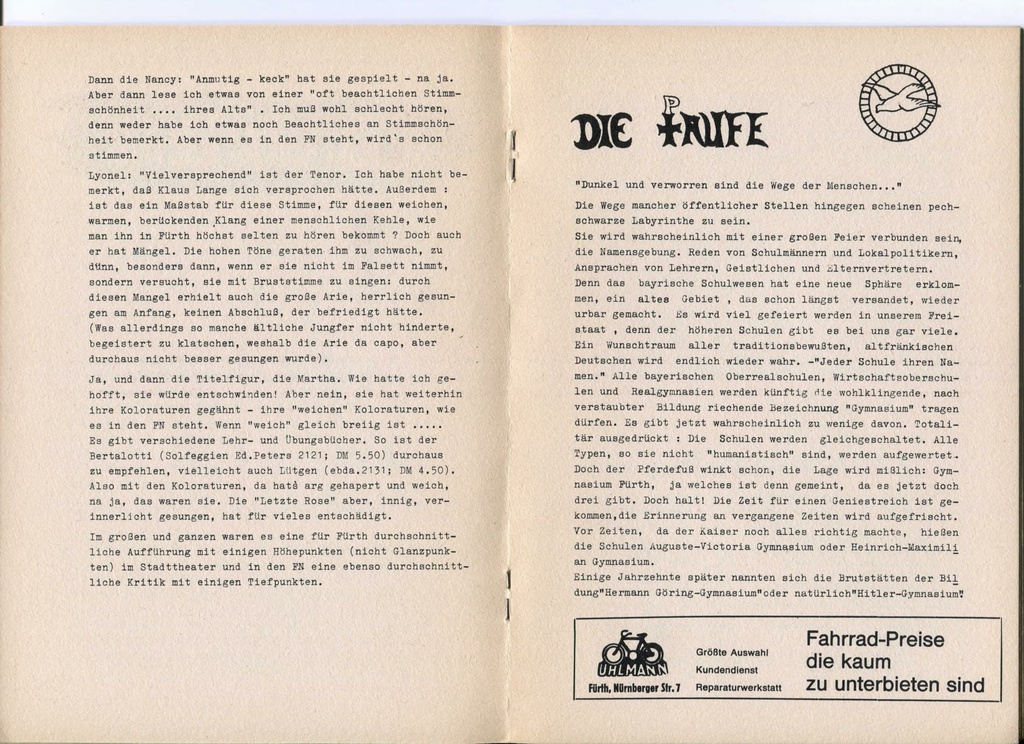 Dann die Nancy: "Anmutig - keck" hat sie gespielt - na ja.
Aber dann lese ich etwas von einer "oft beachtlichen Stimm-
schönheit .... ihres Alts" . Ich muß wohl schlecht hören,
denn weder habe ich etwas noch Beachtliches an Stimmschön-
heit bemerkt. Aber wenn es in den FN steht, wird's schon
stimmen.
Lyonel: "Vielversprechend" ist der Tenor. Ich habe nicht be-
merkt, daß Klaus Lange sich versprochen hätte. Außerdem :
ist das ein Maßstab für diese Stimme, für diesen weichen,
warmen, berückenden Klang einer menschlichen Kehle, wie
man ihn in Fürth höchst selten zu hören bekommt ? Doch auch
er hat Mängel. Die hohen Töne geraten ihm zu schwach, zu
dünn, besonders dann, wenn er sie nicht im Falsett nimmt,
sondern versucht, sie mit Bruststimme zu singen: durch
diesen Mangel erhielt auch die große Arie, herrlich gesun-
gen am Anfang, keinen Abschluß, der befriedigt hätte.
(Was allerdings so manche ältliche Jungfer nicht hinderte,
begeistert zu klatschen, weshalb die Arie da capo, aber
durchaus nicht besser gesungen wurde).
Ja, und dann die Titelfigur, die Martha. Wie hatte ich ge-
hofft, sie würde entschwinden! Aber nein, sie hat weiterhin
ihre Koloraturen gegähnt - ihre "weichen" Koloraturen, wie
es in den FN steht. Wenn "weich" gleich breiig ist .....
Es gibt verschiedene Lehr- und Übungsbücher. So ist der
Bertalotti (Solfeggien Ed.Peters 2121; DM 5.50) durchaus
zu empfehlen, vielleicht auch Lütgen (ebda.2131; DM 4.50).
Also mit den Koloraturen, da hats arg gehapert und weich,
na ja, das waren sie. Die "Letzte Rose" aber, innig, ver-
innerlicht gesungen, hat für vieles entschädigt.
Im großen und ganzen waren es eine für Fürth durchschnitt-
liche Aufführung mit einigen Höhepunkten (nicht Glanzpunk-
ten) im Stadttheater und in den FN eine ebenso durchschnitt-
liche Kritik mit einigen Tiefpunkten.
P
DIE TAUFE
"Dunkel und verworren sind die Wege der Menschen..."
Die Wege mancher öffentlicher Stellen hingegen scheinen pech-
schwarze Labyrinthe zu sein.
Sie wird wahrscheinlich mit einer großen Feier verbunden sein,
die Namensgebung. Reden von Schulmännern und Lokalpolitikern,
Ansprachen von Lehrern, Geistlichen und Elternvertretern.
Denn das bayrische Schulwesen hat eine neue Sphäre erklom-
men, ein altes Gebiet , das schon längst versandet, wieder
urbar gemacht. Es wird viel gefeiert werden in unserem Frei-
staat , denn der höheren Schulen gibt es bei uns gar viele.
Ein Wunschtraum aller traditionsbewußten, altfränkischen
Deutschen wird endlich wieder wahr. -"Jeder Schule ihren Na-
men." Alle bayerischen Oberrealschulen, Wirtschaftsoberschu-
len und Realgymnasien werden künftig die wohlklingende, nach
verstaubter Bildung riechende Bezeichnung "Gymnasium" tragen
dürfen. Es gibt jetzt wahrscheinlich zu wenige davon. Totali-
tär ausgedrückt : Die Schulen werden gleichgeschaltet. Alle
Typen, so sie nicht "humanistisch" sind, werden aufgewertet.
Doch der Pferdefuß winkt schon, die Lage wird mißlich: Gym-
nasium Fürth, ja welches ist denn gemeint, da es jetzt doch
drei gibt. Doch halt! Die Zeit für einen Geniestreich ist ge-
kommen,die Erinnerung an vergangene Zeiten wird aufgefrischt.
Vor Zeiten, da der Kaiser noch alles richtig machte, hießen
die Schulen Auguste-Victoria Gymnasium oder Heinrich-Maximili
an Gymnasium.
Einige Jahrzehnte später nannten sich die Brutstätten der Bil
dung"Hermann Göring-Gymnasium"oder natürlich"Hitler-Gymnasium"!
UHLMANN
Fürth, Nürnberger Str. 7
Größte Auswahl
Kundendienst
Reparaturwerkstatt
Fahrrad-Preise
die kaum
zu unterbieten sind